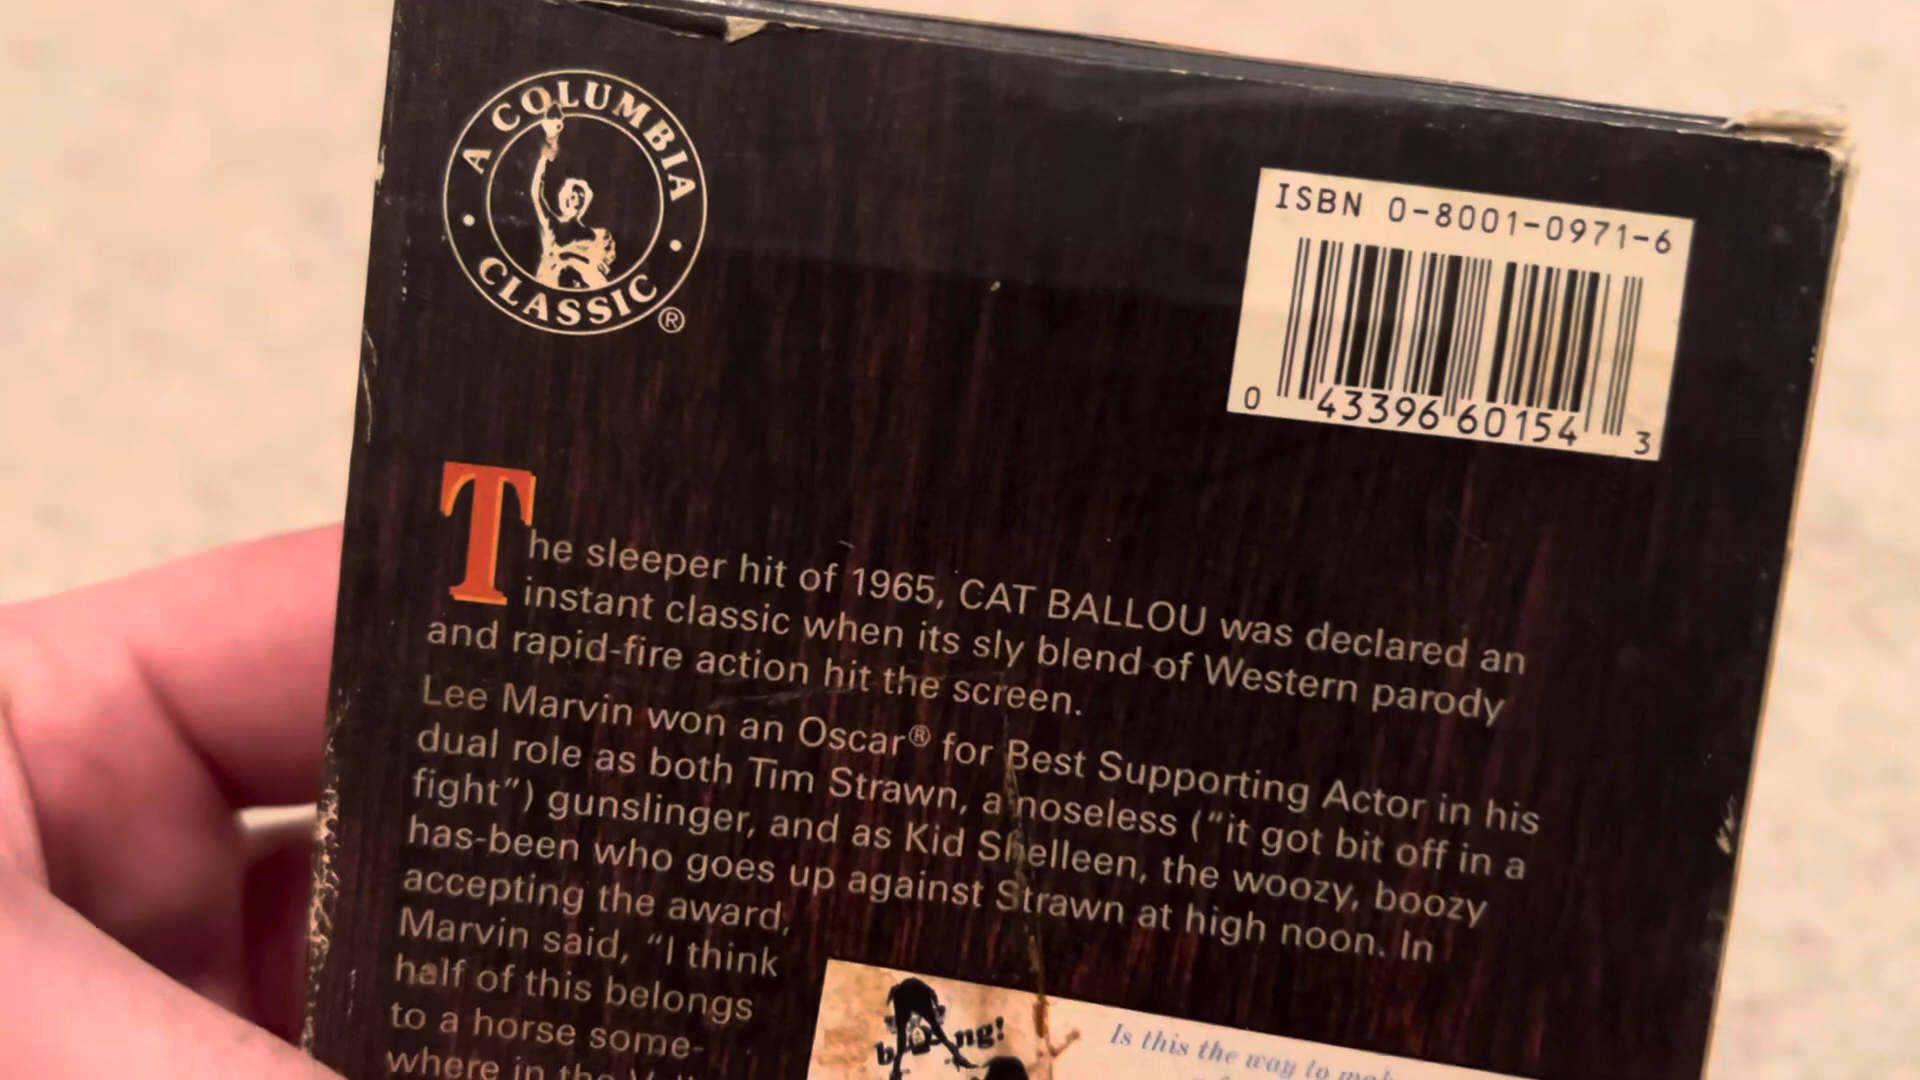 A COLUMBIA
CLASSIC ®
ISBN 0-8001-0971-6
0 43396 60154 3
The sleeper hit of 1965, CAT BALLOU was declared an
instant classic when its sly blend of Western parody
and rapid-fire action hit the screen.
Lee Marvin won an Oscar® for Best Supporting Actor in his
dual role as both Tim Strawn, a noseless ("it got bit off in a
fight") gunslinger, and as Kid Shelleen, the woozy, boozy
has-been who goes up against Strawn at high noon. In
accepting the award,
Marvin said, "I think
half of this belongs
to a horse some-
where in the
bang!
Is this the way to